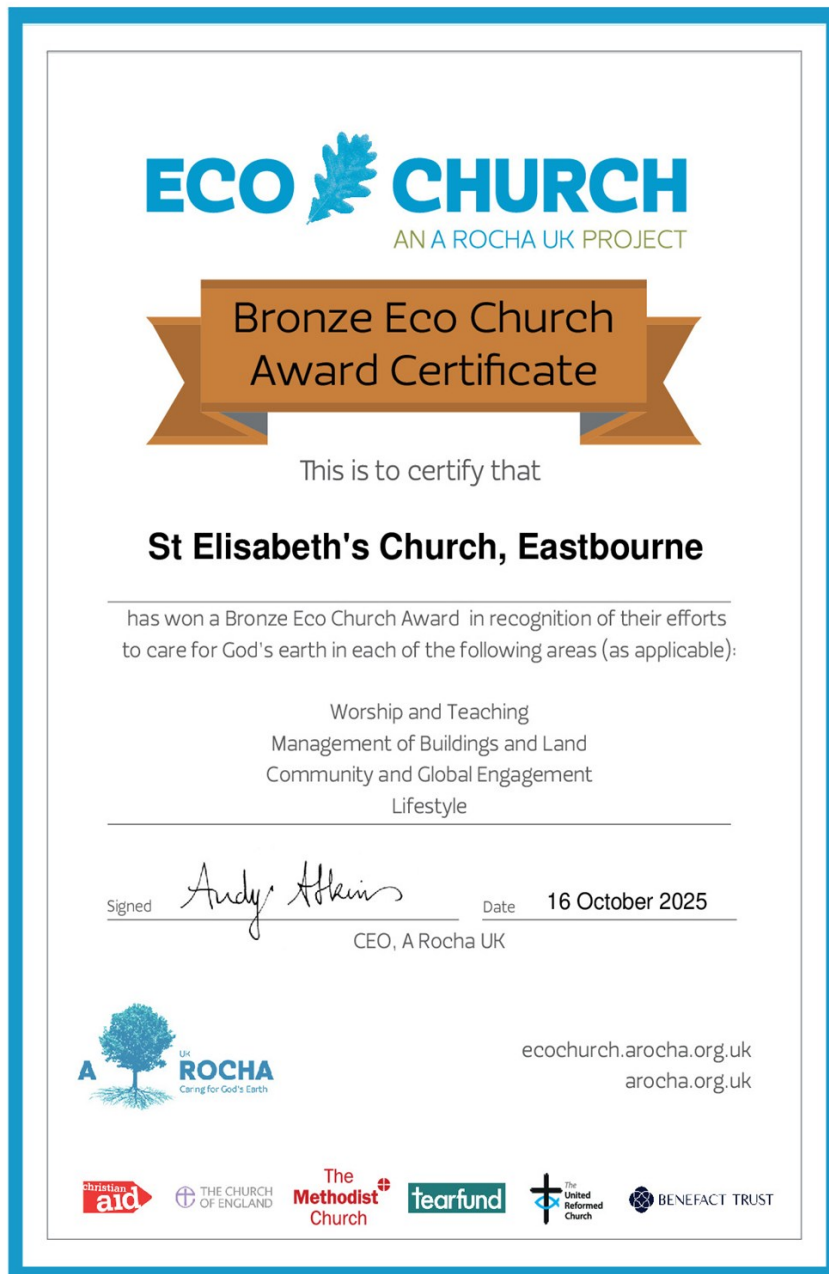 ECO CHURCH
AN A ROCHA UK PROJECT
Bronze Eco Church
Award Certificate
This is to certify that
St Elisabeth's Church, Eastbourne
has won a Bronze Eco Church Award in recognition of their efforts
to care for God's earth in each of the following areas (as applicable):
Worship and Teaching
Management of Buildings and Land
Community and Global Engagement
Lifestyle
Signed Andy Atkins Date 16 October 2025
CEO, A Rocha UK
UK
A ROCHA
Caring for God's Earth
ecochurch.arocha.org.uk
arocha.org.uk
christian
aid
THE CHURCH
OF ENGLAND
The
Methodist
Church
tearfund
The
United
Reformed
Church
BENEFACT TRUST